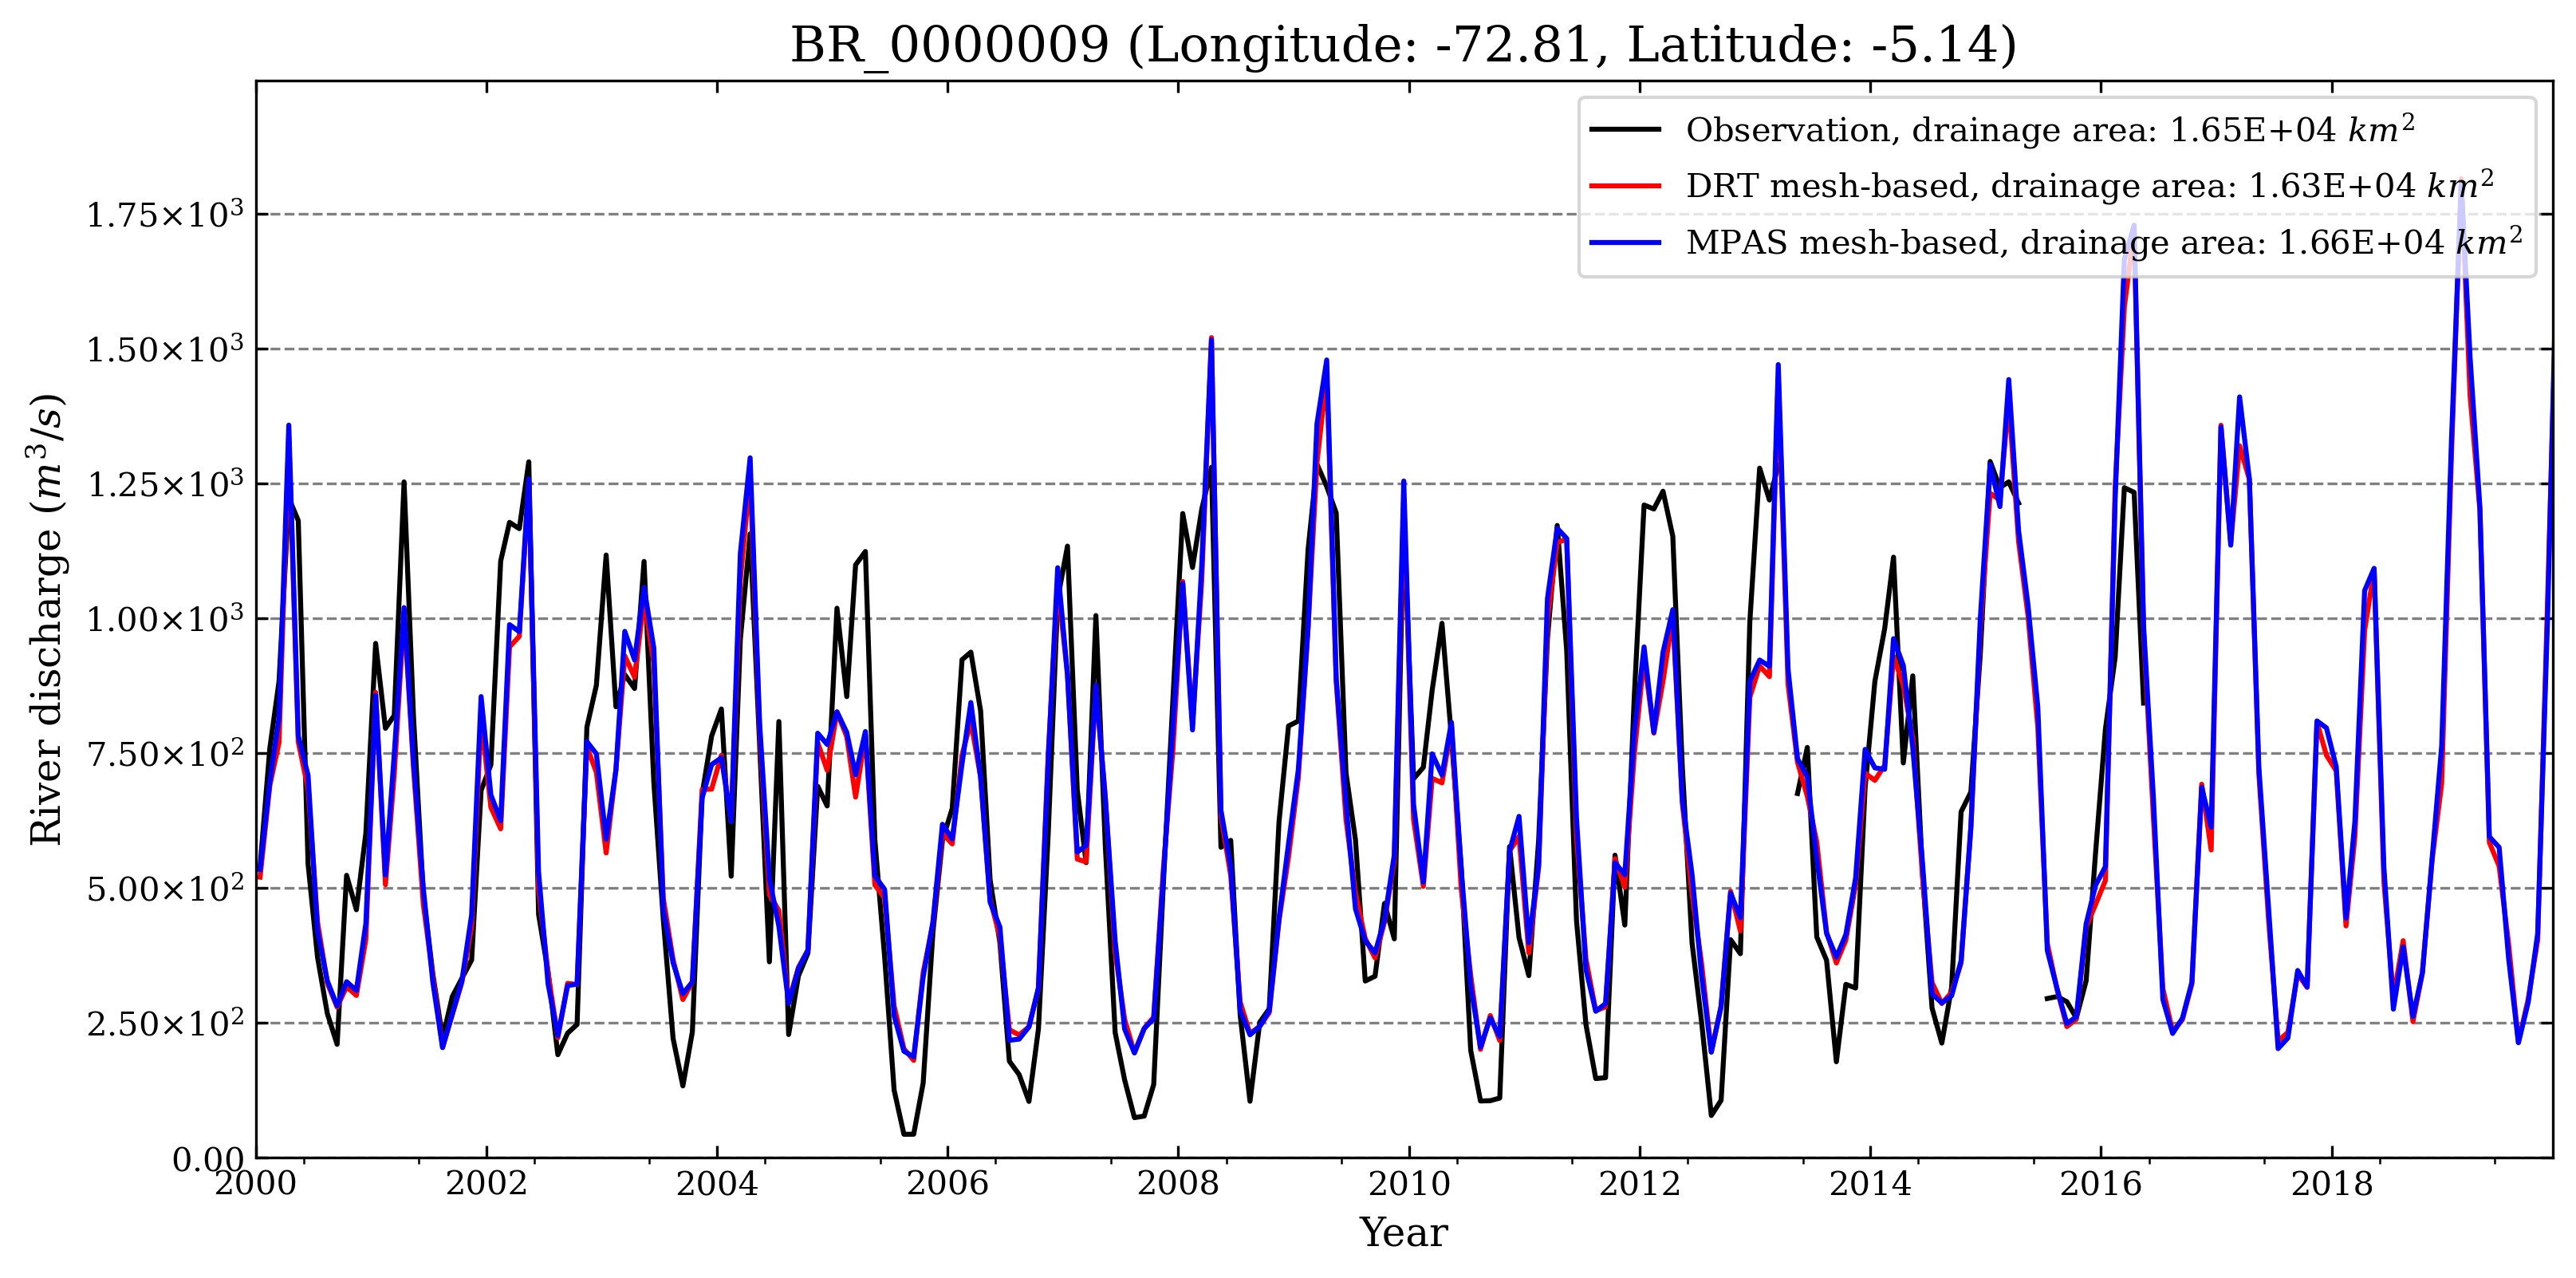 BR_0000009 (Longitude: -72.81, Latitude: -5.14)
Observation, drainage area: 1.65E+04 km²
DRT mesh-based, drainage area: 1.63E+04 km²
MPAS mesh-based, drainage area: 1.66E+04 km²
River discharge (m³/s)
1.75×10³
1.50×10³
1.25×10³
1.00×10³
7.50×10²
5.00×10²
2.50×10²
0.00
2000 2002 2004 2006 2008 2010 2012 2014 2016 2018
Year